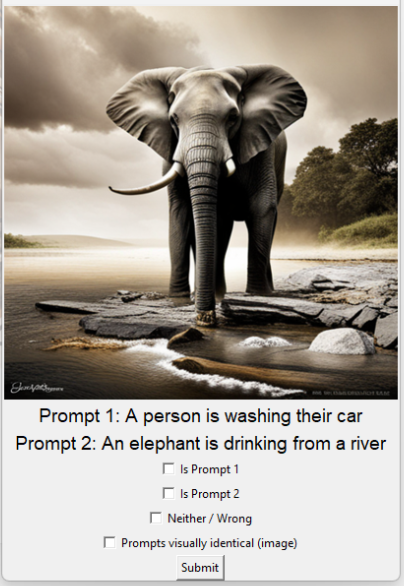 Prompt 1: A person is washing their car
Prompt 2: An elephant is drinking from a river
Is Prompt 1
Is Prompt 2
Neither / Wrong
Prompts visually identical (image)
Submit